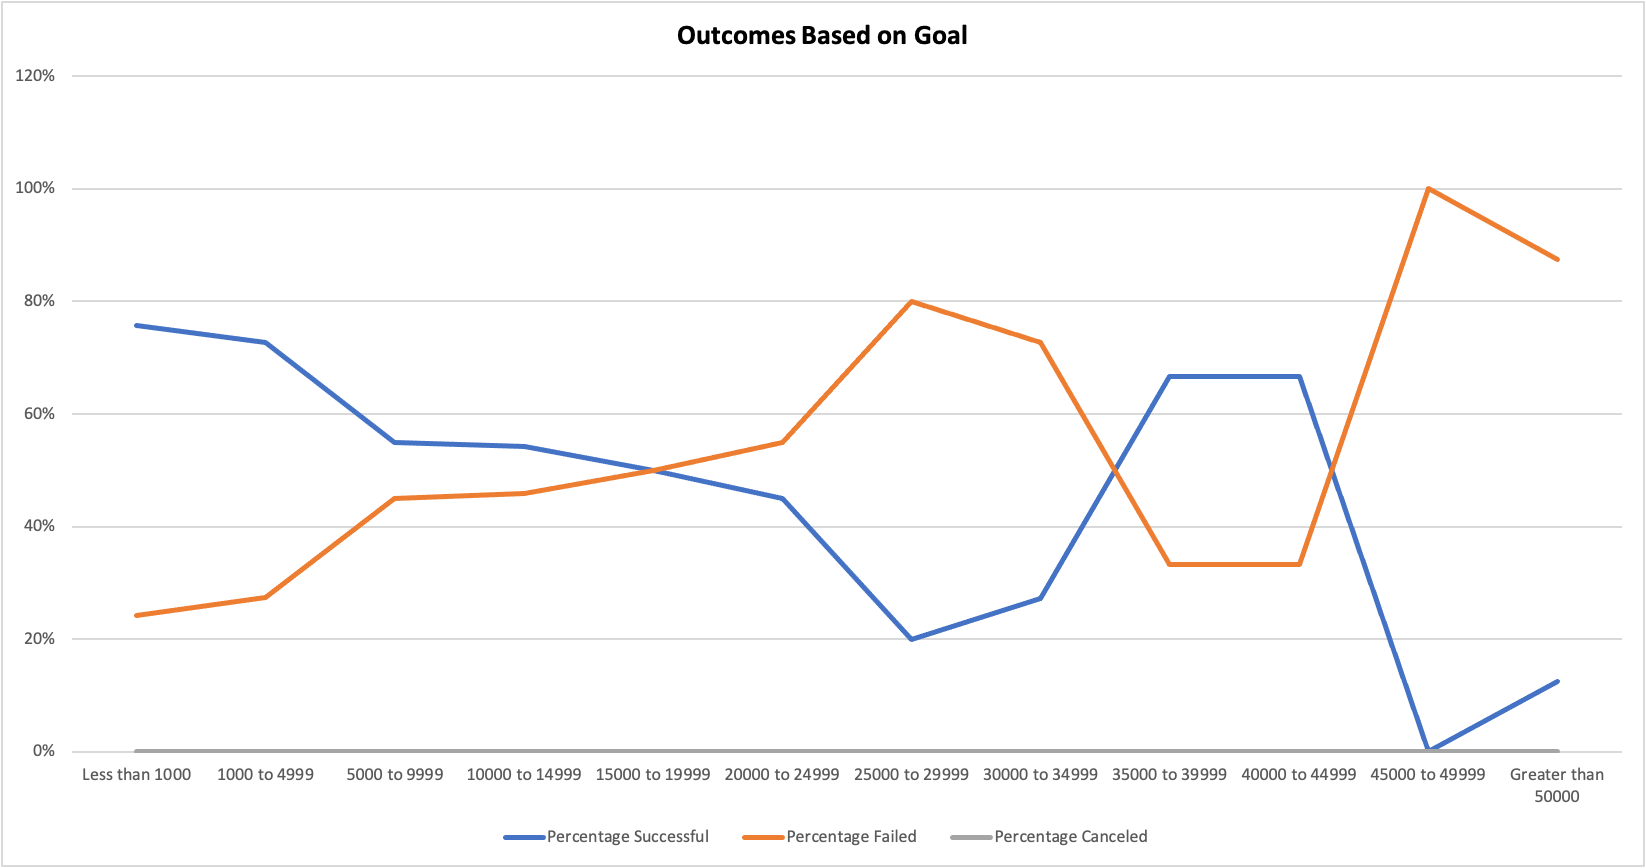 Outcomes Based on Goal
120%
100%
80%
60%
40%
20%
0%
Less than 1000 1000 to 4999 5000 to 9999 10000 to 14999 15000 to 19999 20000 to 24999 25000 to 29999 30000 to 34999 35000 to 39999 40000 to 44999 45000 to 49999 Greater than
50000
Percentage Successful Percentage Failed Percentage Canceled